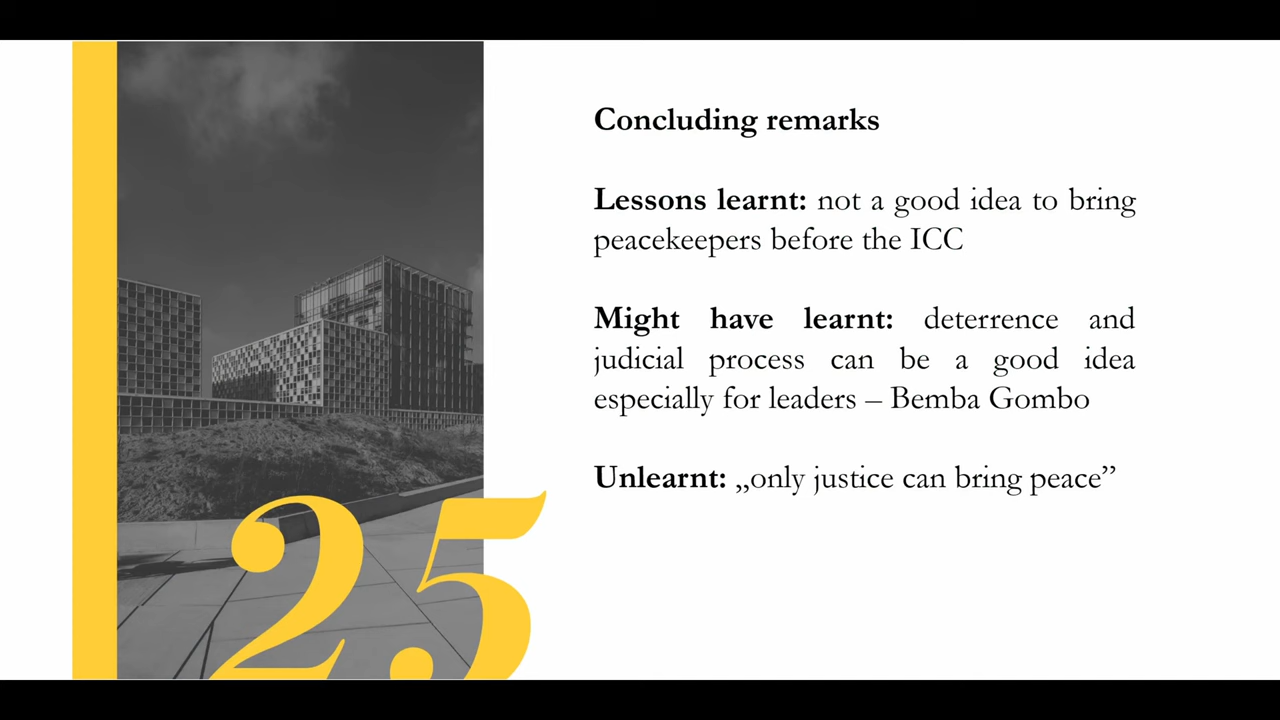 Concluding remarks
Lessons learnt: not a good idea to bring
peacekeepers before the ICC
Might have learnt: deterrence and
judicial process can be a good idea
especially for leaders – Bemba Gombo
Unlearnt: „only justice can bring peace”
25